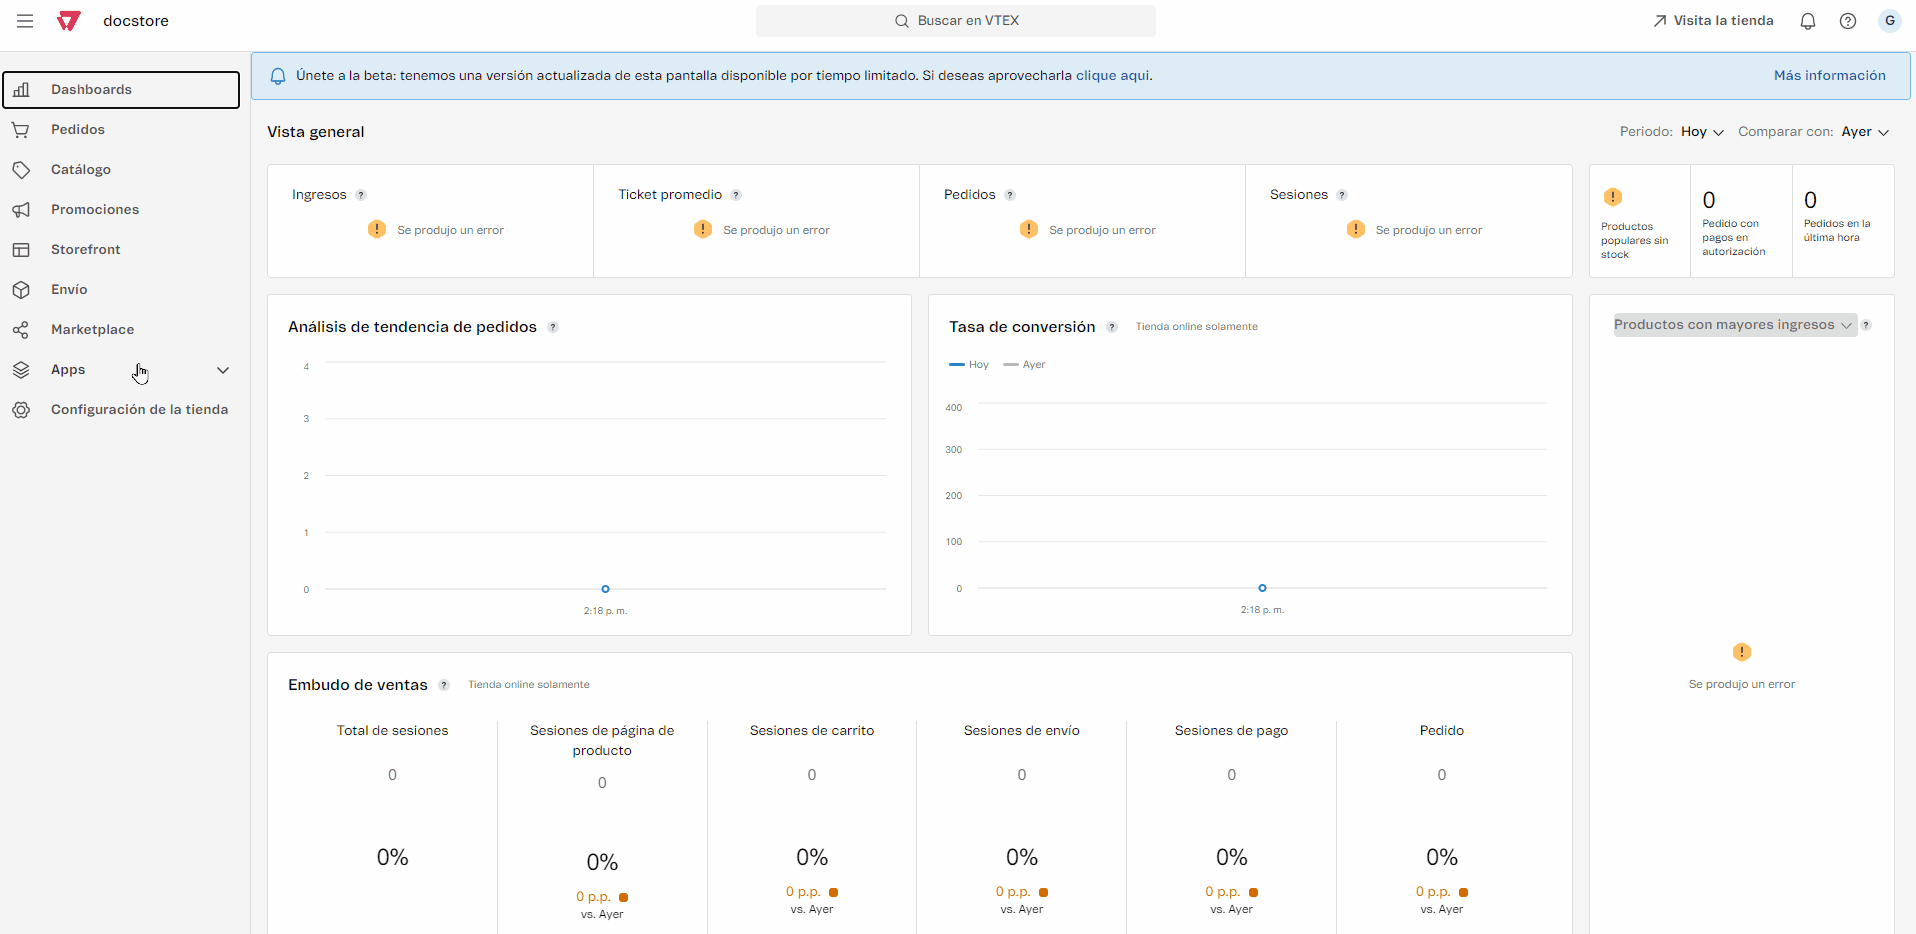 docstore
Buscar en VTEX
Visita la tienda
G
Dashboards
Pedidos
Catálogo
Promociones
Storefront
Envío
Marketplace
Apps
Configuración de la tienda
Únete a la beta: tenemos una versión actualizada de esta pantalla disponible por tiempo limitado. Si deseas aprovecharla clique aqui.
Más información
Vista general
Periodo: Hoy
Comparar con: Ayer
Ingresos ?
Se produjo un error
Ticket promedio ?
Se produjo un error
Pedidos ?
Se produjo un error
Sesiones ?
Se produjo un error
!
Productos
populares sin
stock
0
Pedido con
pagos en
autorización
0
Pedidos en la
última hora
Análisis de tendencia de pedidos ?
4
3
2
1
0
2:18 p. m.
Tasa de conversión ? Tienda online solamente
Hoy Ayer
400
300
200
100
0
2:18 p. m.
Productos con mayores ingresos ?
!
Se produjo un error
Embudo de ventas ? Tienda online solamente
Total de sesiones
0
0%
Sesiones de página de
producto
0
0%
0 p.p.
vs. Ayer
Sesiones de carrito
0
0%
0 p.p.
vs. Ayer
Sesiones de envío
0
0%
0 p.p.
vs. Ayer
Sesiones de pago
0
0%
0 p.p.
vs. Ayer
Pedido
0
0%
0 p.p.
vs. Ayer